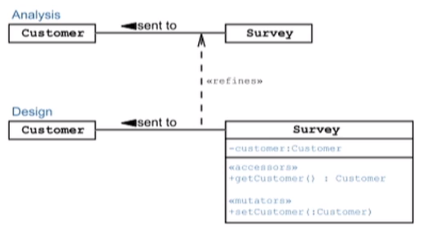 Analysis
Customer
sent to
Survey
«refines»
Design
Customer
sent to
Survey
-customer:Customer
«accessors»
+getCustomer() : Customer
«mutators»
+setCustomer(:Customer)